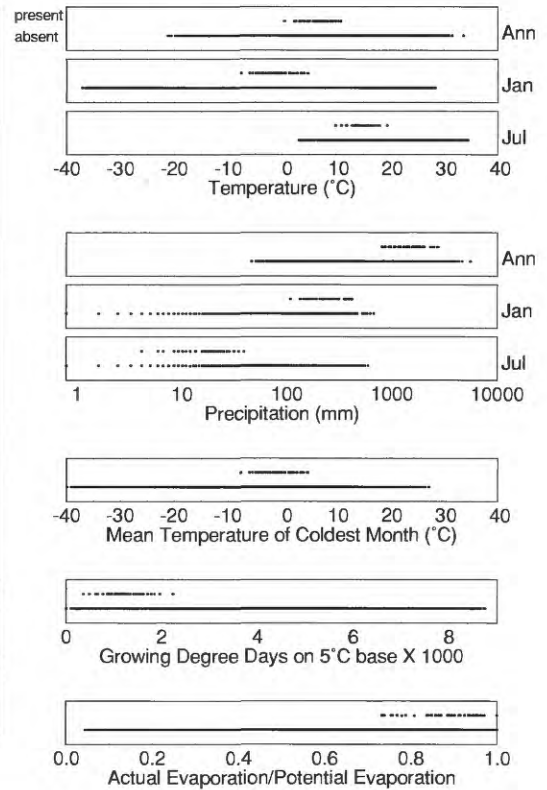 present
absent
Ann
Jan
Jul
-40 -30 -20 -10 0 10 20 30 40
Temperature (˚C)
Ann
Jan
Jul
1 10 100 1000 10000
Precipitation (mm)
-40 -30 -20 -10 0 10 20 30 40
Mean Temperature of Coldest Month (˚C)
0 2 4 6 8
Growing Degree Days on 5˚C base X 1000
0.0 0.2 0.4 0.6 0.8 1.0
Actual Evaporation/Potential Evaporation